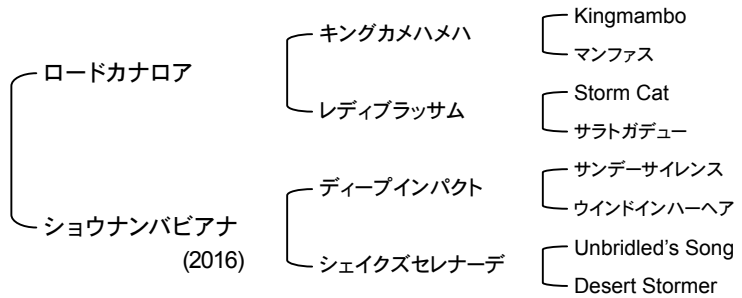 ロードカナロア
ショウナンバビアナ
(2016)
キングカメハメハ
レディブラッサム
ディープインパクト
シェイクズセレナーデ
Kingmambo
マンファス
Storm Cat
サラトガデュー
サンデーサイレンス
ウインドインハーヘア
Unbridled's Song
Desert Stormer